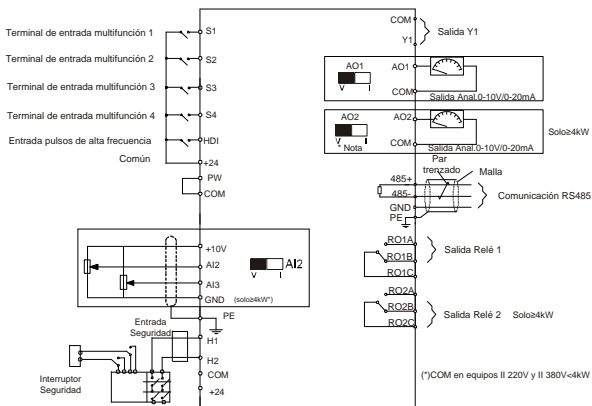 Terminal de entrada multifunción 1
S1
Terminal de entrada multifunción 2
S2
Terminal de entrada multifunción 3
S3
Terminal de entrada multifunción 4
S4
Entrada pulsos de alta frecuencia
HDI
Común
+24
PW
COM
+10V
AI2
AI3
GND
(solo≥4kW*)
V I
AI2
PE
Entrada
Seguridad
H1
H2
COM
+24
Interruptor
Seguridad
COM
Y1
Salida Y1
AO1
V I
AO1
COM
Salida Anal.0-10V/0-20mA
AO2
V I
* Nota
AO2
COM
Salida Anal.0-10V/0-20mA
Solo≥4kW
Par
trenzado
Malla
485+
485-
GND
PE
Comunicación RS485
RO1A
RO1B
RO1C
Salida Relé 1
RO2A
RO2B
RO2C
Salida Relé 2 Solo≥4kW
(*)COM en equipos II 220V y II 380V<4kW